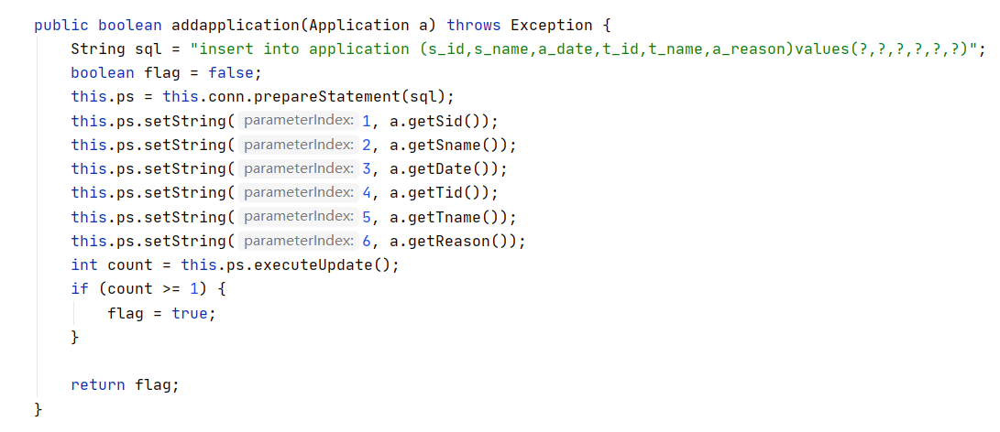 public boolean addapplication(Application a) throws Exception {
    String sql = "insert into application (s_id,s_name,a_date,t_id,t_name,a_reason)values(?,?,?,?,?,?)";
    boolean flag = false;
    this.ps = this.conn.prepareStatement(sql);
    this.ps.setString( parameterIndex: 1, a.getSid());
    this.ps.setString( parameterIndex: 2, a.getSname());
    this.ps.setString( parameterIndex: 3, a.getDate());
    this.ps.setString( parameterIndex: 4, a.getTid());
    this.ps.setString( parameterIndex: 5, a.getTname());
    this.ps.setString( parameterIndex: 6, a.getReason());
    int count = this.ps.executeUpdate();
    if (count >= 1) {
        flag = true;
    }

    return flag;
}